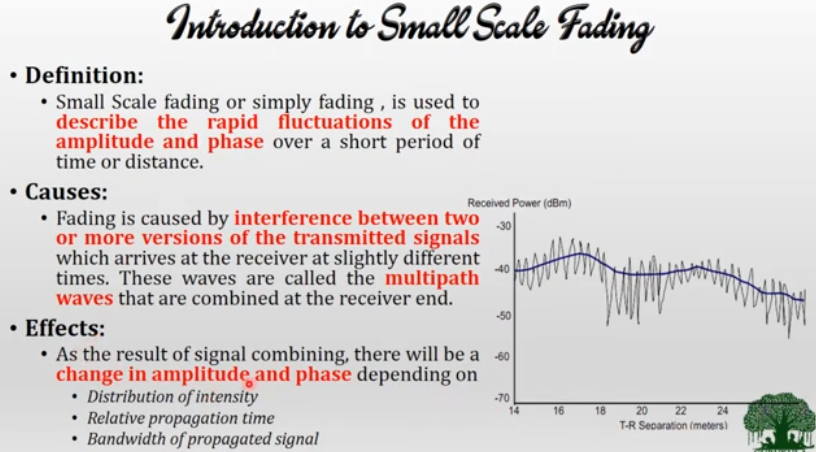 Introduction to Small Scale Fading
• Definition:
• Small Scale fading or simply fading , is used to
describe the rapid fluctuations of the
amplitude and phase over a short period of
time or distance.
• Causes:
• Fading is caused by interference between two
or more versions of the transmitted signals
which arrives at the receiver at slightly different
times. These waves are called the multipath
waves that are combined at the receiver end.
• Effects:
• As the result of signal combining, there will be a
change in amplitude and phase depending on
• Distribution of intensity
• Relative propagation time
• Bandwidth of propagated signal
Received Power (dBm)
-30
-40
-50
-60
-70
14 16 18 20 22 24
T-R Separation (meters)